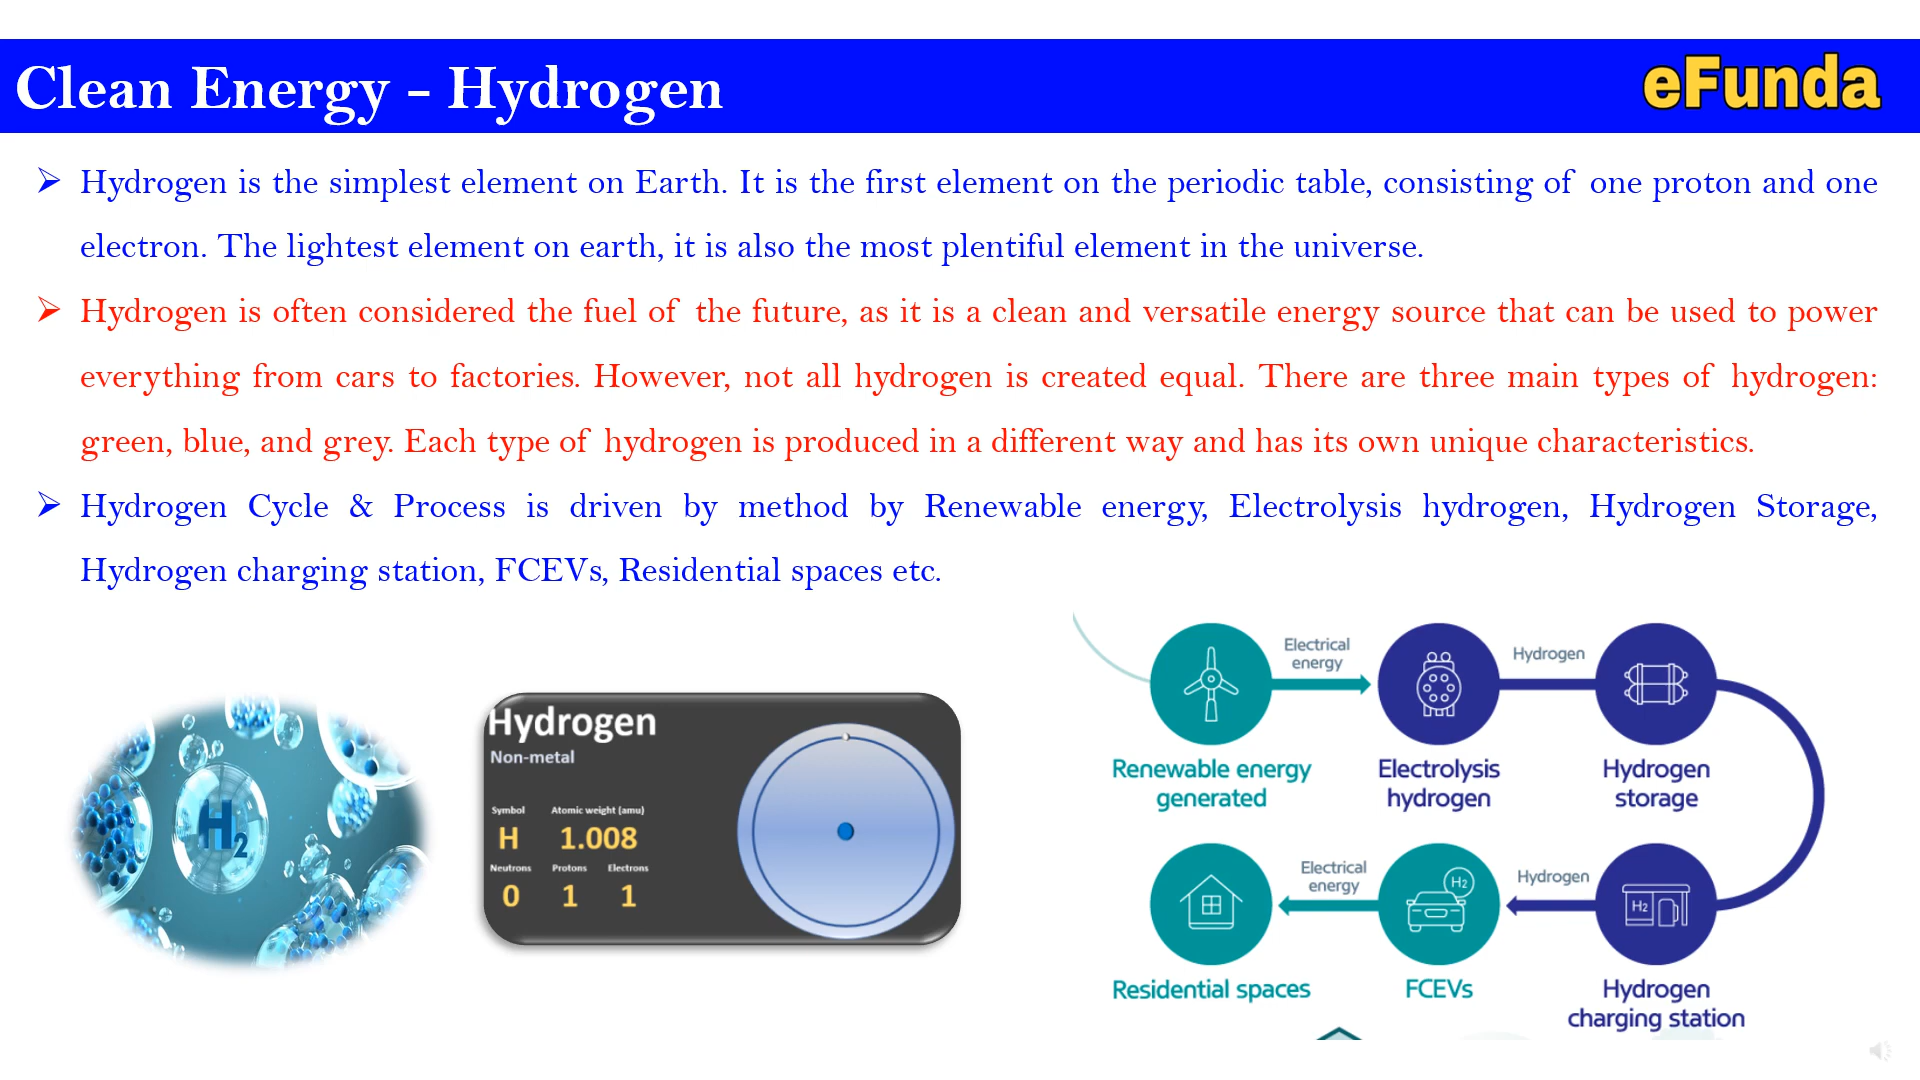 Clean Energy - Hydrogen
eFunda
Hydrogen is the simplest element on Earth. It is the first element on the periodic table, consisting of one proton and one
electron. The lightest element on earth, it is also the most plentiful element in the universe.
Hydrogen is often considered the fuel of the future, as it is a clean and versatile energy source that can be used to power
everything from cars to factories. However, not all hydrogen is created equal. There are three main types of hydrogen:
green, blue, and grey. Each type of hydrogen is produced in a different way and has its own unique characteristics.
Hydrogen Cycle & Process is driven by method by Renewable energy, Electrolysis hydrogen, Hydrogen Storage,
Hydrogen charging station, FCEVs, Residential spaces etc.
H2
Hydrogen
Non-metal
Symbol Atomic weight (amu)
H 1.008
Neutrons Protons Electrons
0 1 1
Electrical
energy
Hydrogen
Renewable energy
generated
Electrolysis
hydrogen
Hydrogen
storage
Electrical
energy
H2
Hydrogen
H2
Residential spaces
FCEVs
Hydrogen
charging station